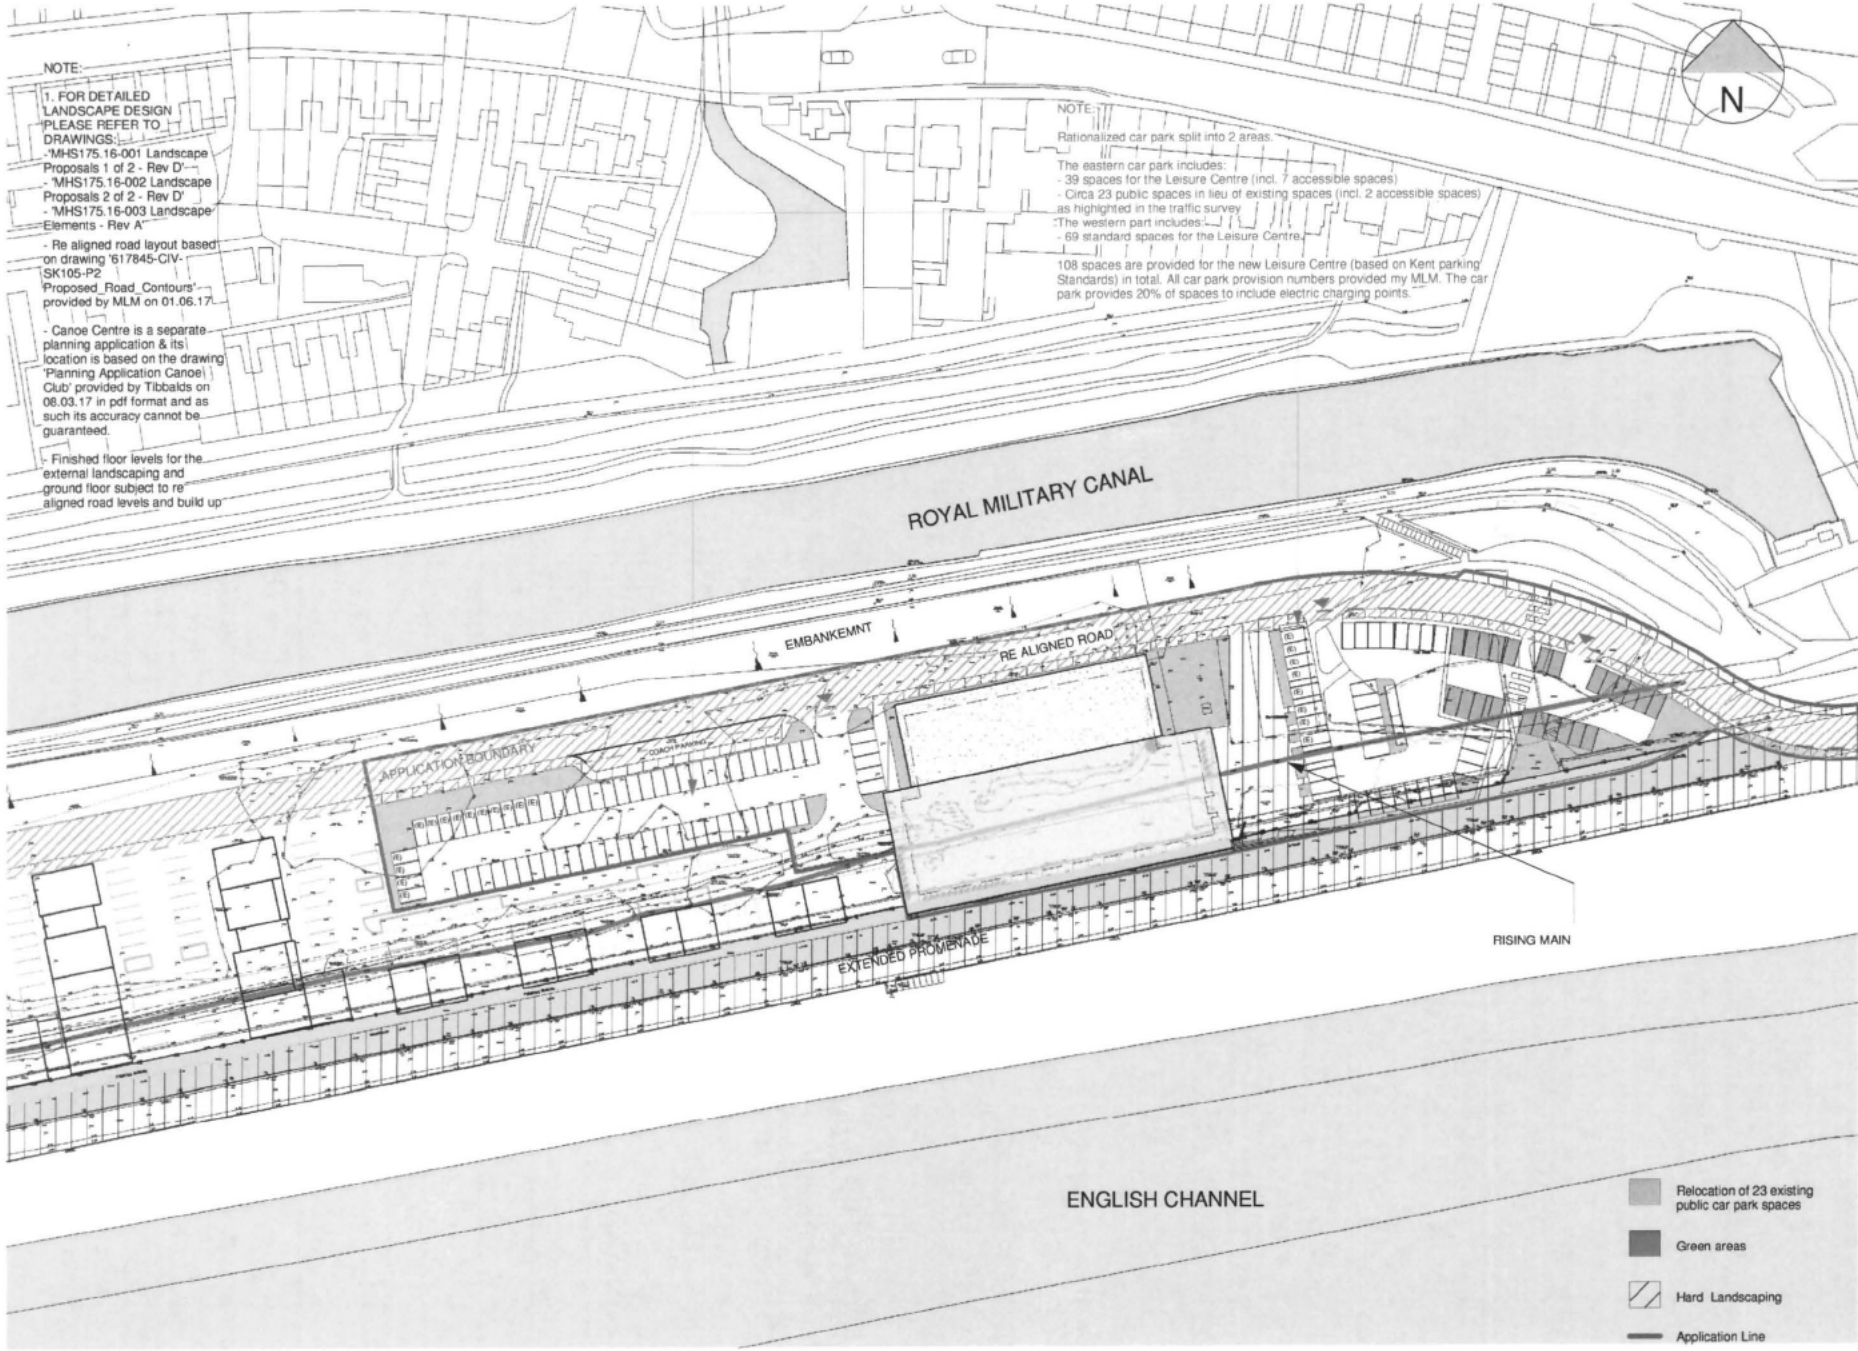 NOTE:
1. FOR DETAILED
LANDSCAPE DESIGN
PLEASE REFER TO
DRAWINGS:
-'MHS175.16-001 Landscape
Proposals 1 of 2 - Rev D'
- 'MHS175.16-002 Landscape
Proposals 2 of 2 - Rev D'
- 'MHS175.16-003 Landscape
Elements - Rev A'
- Re aligned road layout based
on drawing '617845-CIV-
SK105-P2
Proposed_Road_Contours'
provided by MLM on 01.06.17
- Canoe Centre is a separate
planning application & its
location is based on the drawing
'Planning Application Canoe
Club' provided by Tibbalds on
08.03.17 in pdf format and as
such its accuracy cannot be
guaranteed.
- Finished floor levels for the
external landscaping and
ground floor subject to re
aligned road levels and build up
NOTE:
Rationalized car park split into 2 areas.
The eastern car park includes:
- 39 spaces for the Leisure Centre (incl. 7 accessible spaces)
- Circa 23 public spaces in lieu of existing spaces (incl. 2 accessible spaces)
as highlighted in the traffic survey
The western part includes:
- 69 standard spaces for the Leisure Centre.
108 spaces are provided for the new Leisure Centre (based on Kent parking
Standards) in total. All car park provision numbers provided my MLM. The car
park provides 20% of spaces to include electric charging points.
N
ROYAL MILITARY CANAL
EMBANKEMNT
RE ALIGNED ROAD
APPLICATION BOUNDARY
COACH PARKING
EXTENDED PROMENADE
RISING MAIN
ENGLISH CHANNEL
Relocation of 23 existing
public car park spaces
Green areas
Hard Landscaping
Application Line